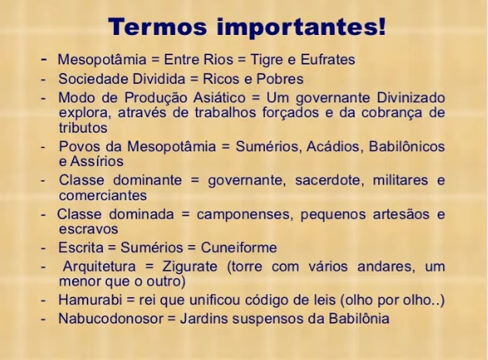 Termos importantes!
- Mesopotâmia = Entre Rios = Tigre e Eufrates
- Sociedade Dividida = Ricos e Pobres
- Modo de Produção Asiático = Um governante Divinizado
explora, através de trabalhos forçados e da cobrança de
tributos
- Povos da Mesopotâmia = Sumérios, Acádios, Babilônicos
e Assírios
- Classe dominante = governante, sacerdote, militares e
comerciantes
- Classe dominada = camponenses, pequenos artesãos e
escravos
- Escrita = Sumérios = Cuneiforme
- Arquitetura = Zigurate (torre com vários andares, um
menor que o outro)
- Hamurabi = rei que unificou código de leis (olho por olho..)
- Nabucodonosor = Jardins suspensos da Babilônia